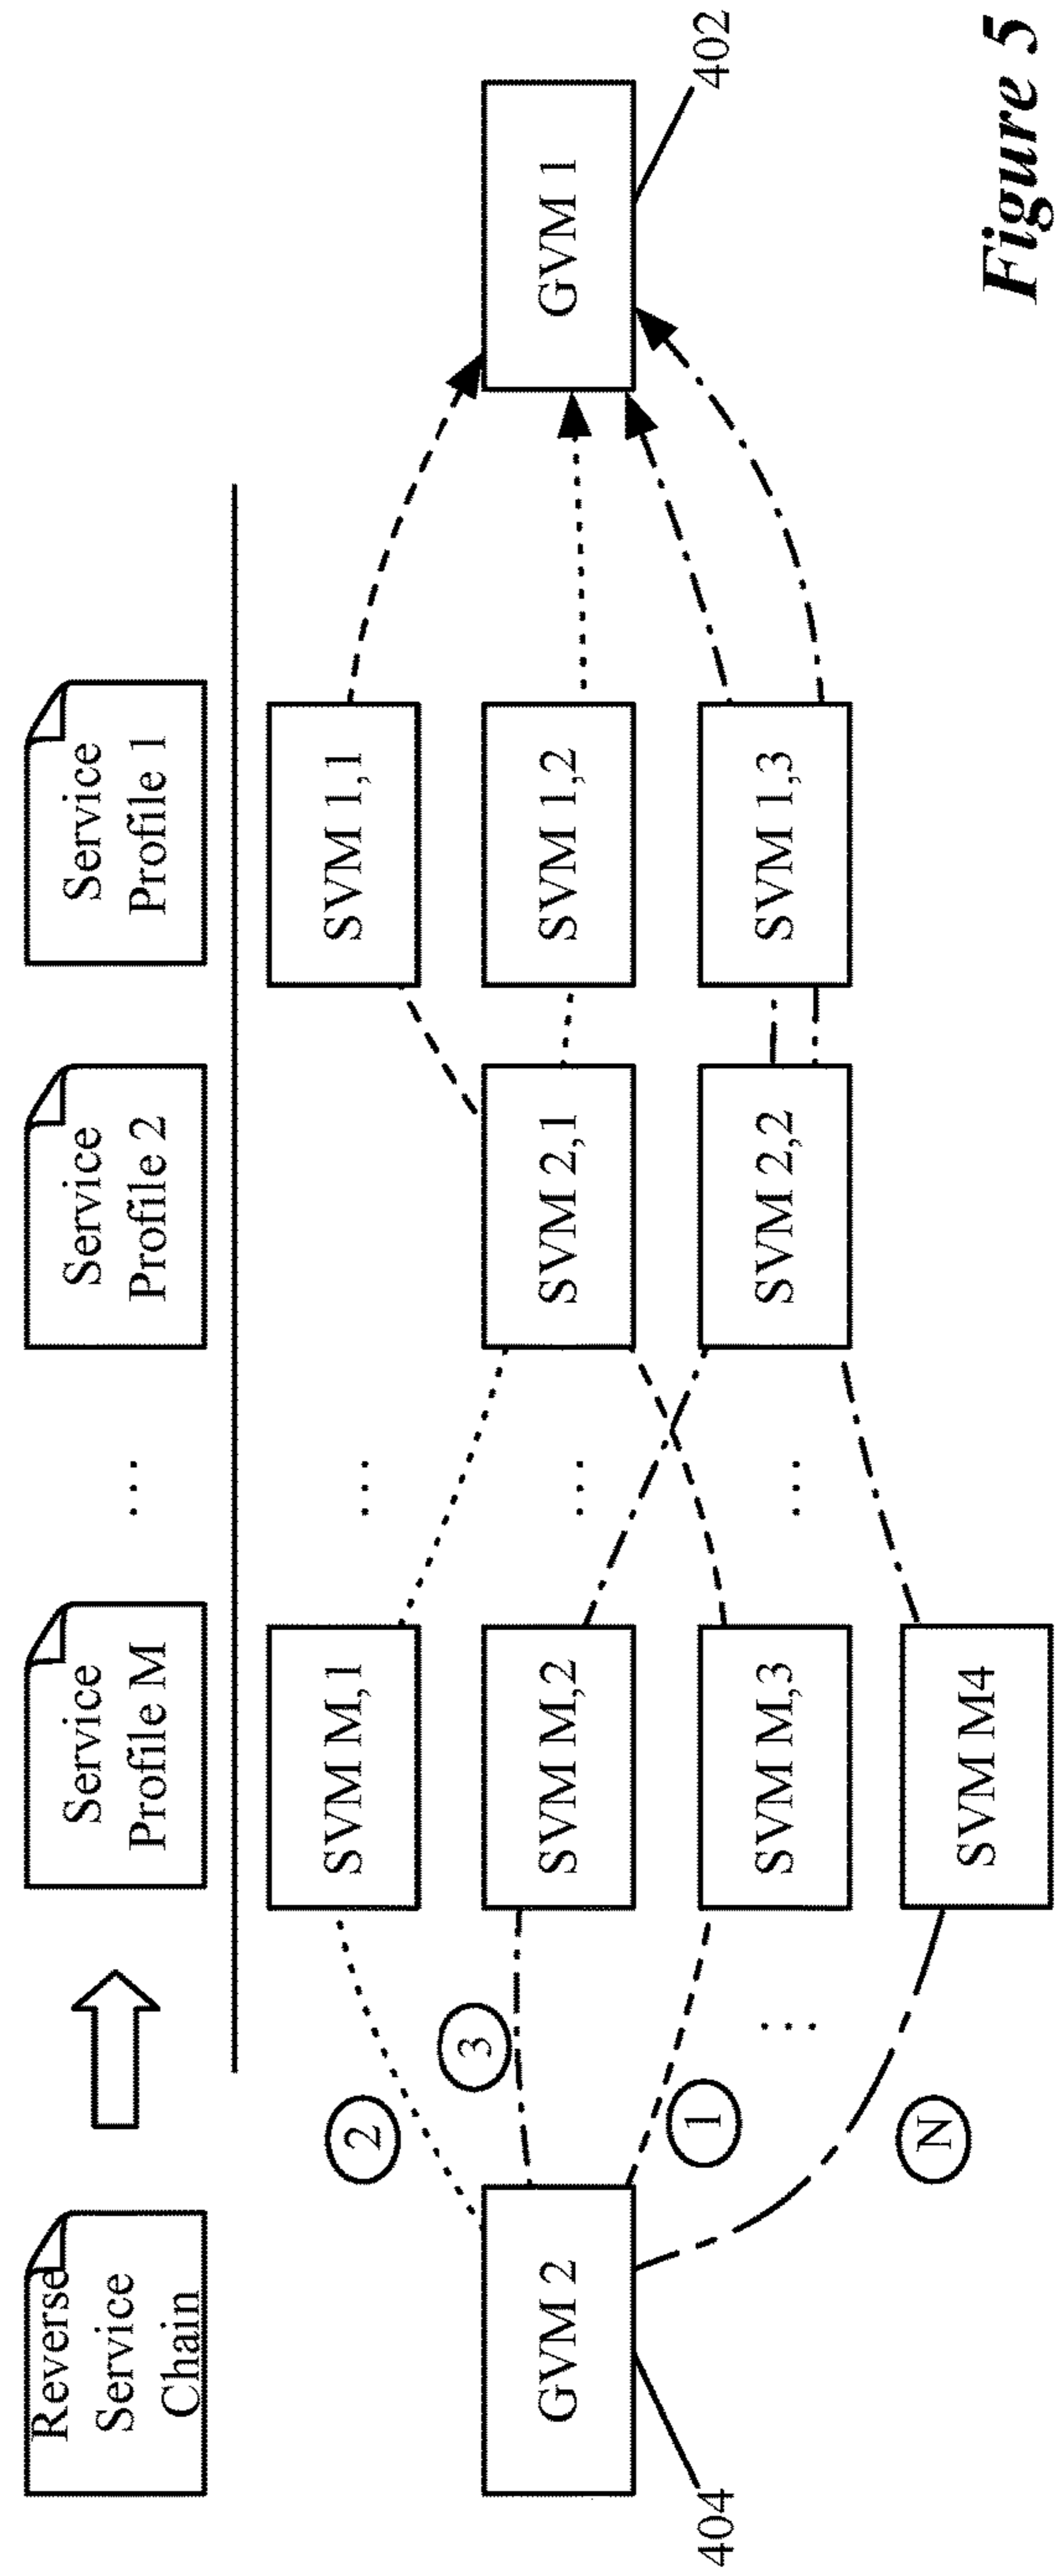 Reverse
Service
Chain
Service
Profile M
...
Service
Profile 2
Service
Profile 1
SVM M,1
...
SVM 1,1
2
3
GVM 2
SVM M,2
...
SVM 2,1
SVM 1,2
GVM 1
404
402
1
SVM M,3
...
SVM 2,2
SVM 1,3
...
N
SVM M4
Figure 5